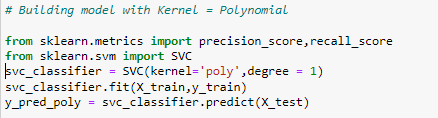 # Building model with Kernel = Polynomial
from sklearn.metrics import precision_score,recall_score
from sklearn.svm import SVC
svc_classifier = SVC(kernel='poly',degree = 1)
svc_classifier.fit(X_train,y_train)
y_pred_poly = svc_classifier.predict(X_test)